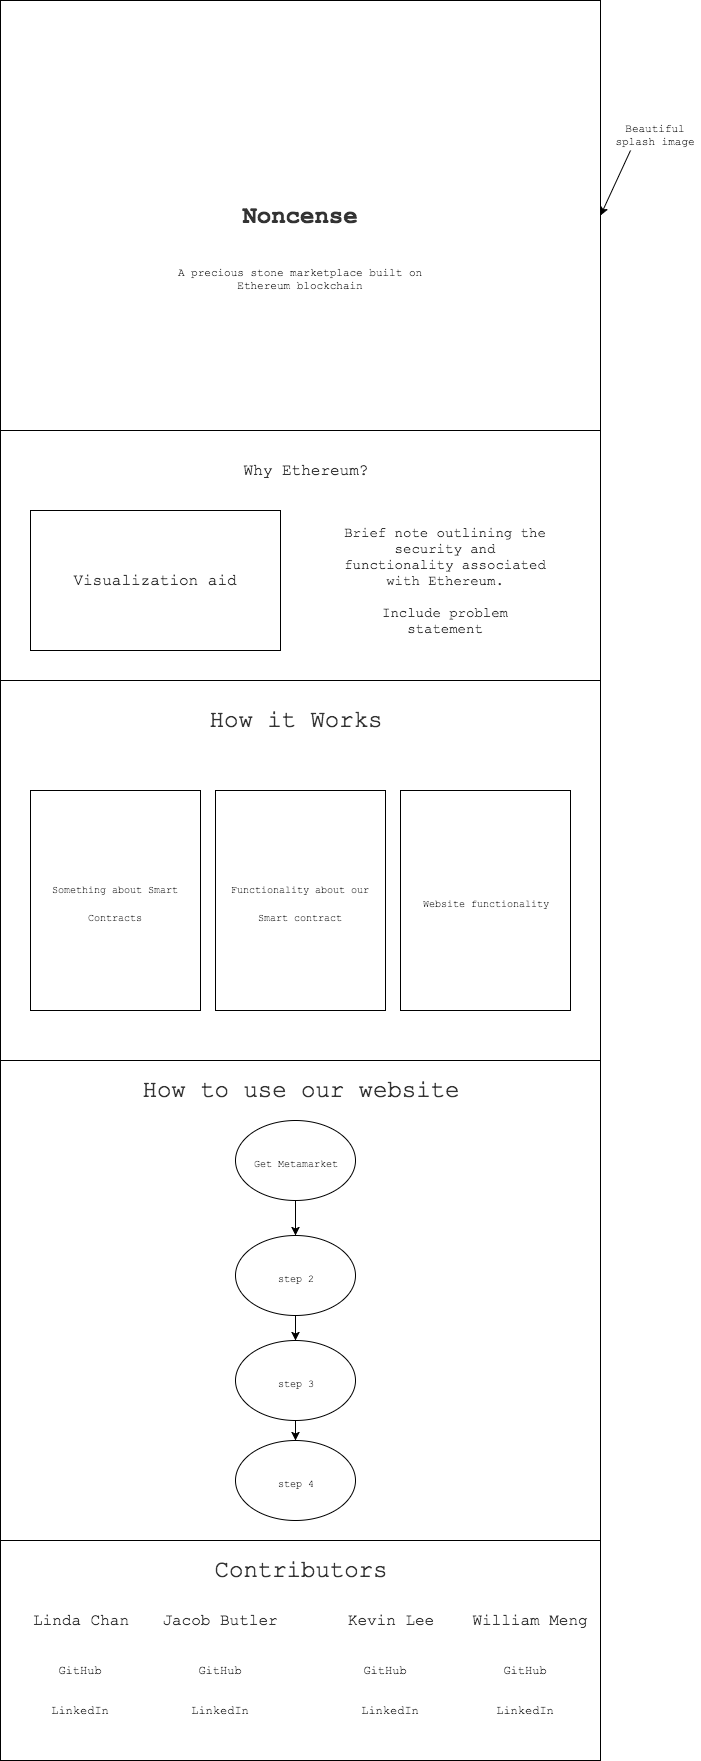 Beautiful
splash image
Noncense
A precious stone marketplace built on
Ethereum blockchain
Why Ethereum?
Visualization aid
Brief note outlining the
security and
functionality associated
with Ethereum.
Include problem
statement
How it Works
Something about Smart
Contracts
Functionality about our
Smart contract
Website functionality
How to use our website
Get Metamarket
step 2
step 3
step 4
Contributors
Linda Chan
Jacob Butler
Kevin Lee
William Meng
GitHub
GitHub
GitHub
GitHub
LinkedIn
LinkedIn
LinkedIn
LinkedIn